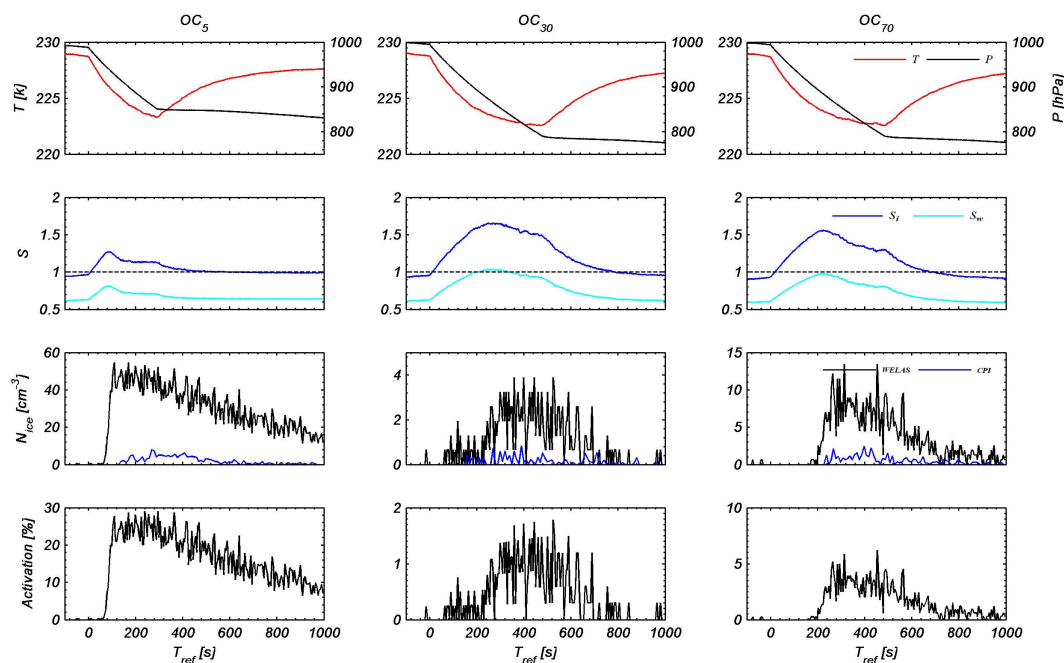 OC5 OC30 OC70
230 1000 230 1000 230 1000
T P
T [k] 225 900 225 900 225 900 P [hPa]
800 800 800
220 220 220
2 2 2
Si Sw
1.5 1.5 1.5
S
1 1 1
0.5 0.5 0.5
60 15
4 WELAS CPI
Nice [cm-3] 40 10
2
20 5
0 0 0
30 2 10
Activation [%] 20
1 5
10
0 0 0
0 200 400 600 800 1000 0 200 400 600 800 1000 0 200 400 600 800 1000
Tref [s] Tref [s] Tref [s]